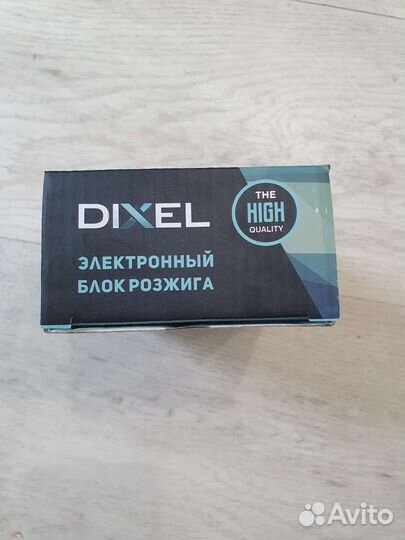 DIXEL
THE
HIGH
QUALITY
ЭЛЕКТРОННЫЙ
БЛОК РОЗЖИГА
Avito